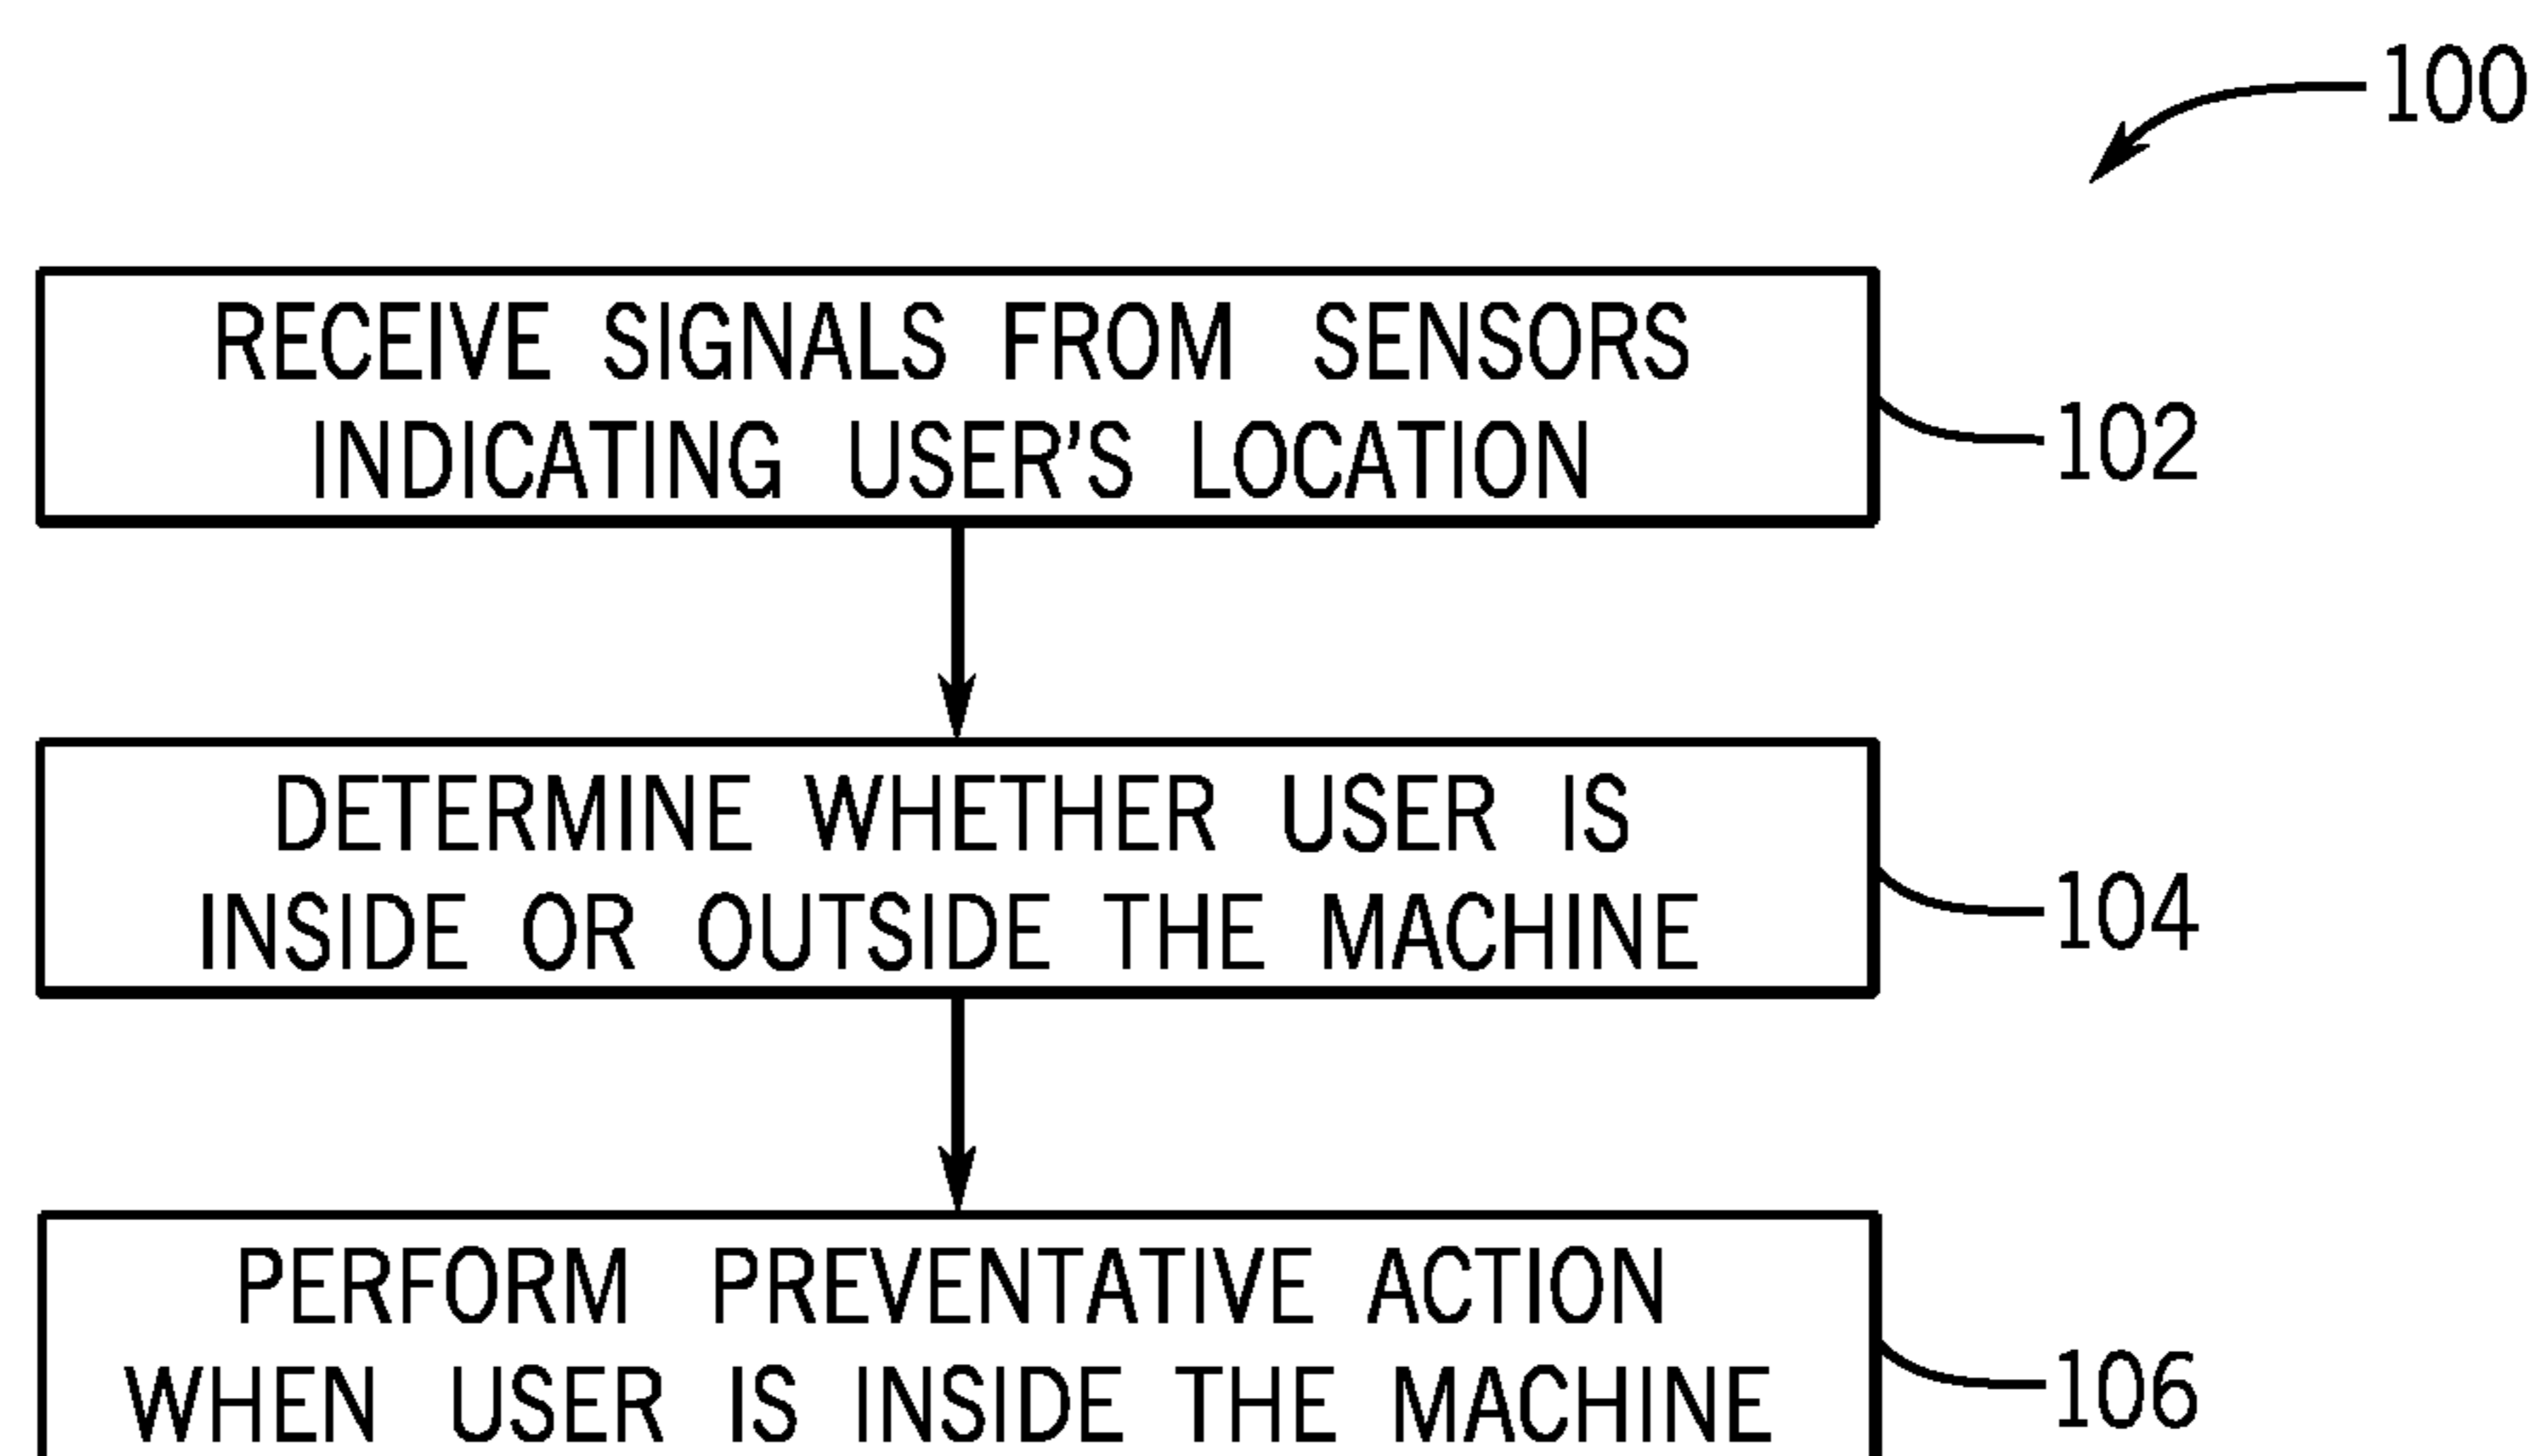 100
RECEIVE SIGNALS FROM SENSORS
INDICATING USER'S LOCATION
102
DETERMINE WHETHER USER IS
INSIDE OR OUTSIDE THE MACHINE
104
PERFORM PREVENTATIVE ACTION
WHEN USER IS INSIDE THE MACHINE
106